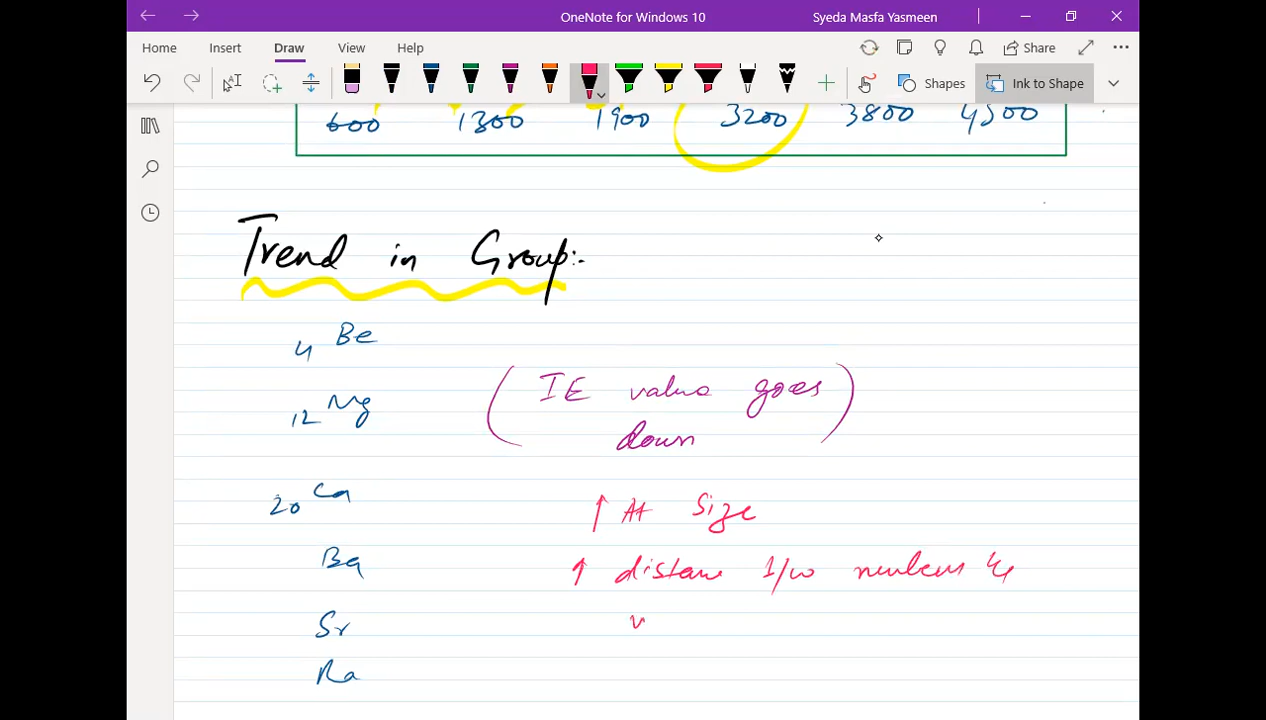 OneNote for Windows 10
Syeda Masfa Yasmeen
Home Insert Draw View Help
Share
Shapes
Ink to Shape
600 1300 1900 3200 3800 4500
Trend in Group:-
4 Be
12 Mg
(IE value goes
down)
20 Ca
↑ At Size
Ba
↑ distance b/w nucleus &
v
Sr
Ra